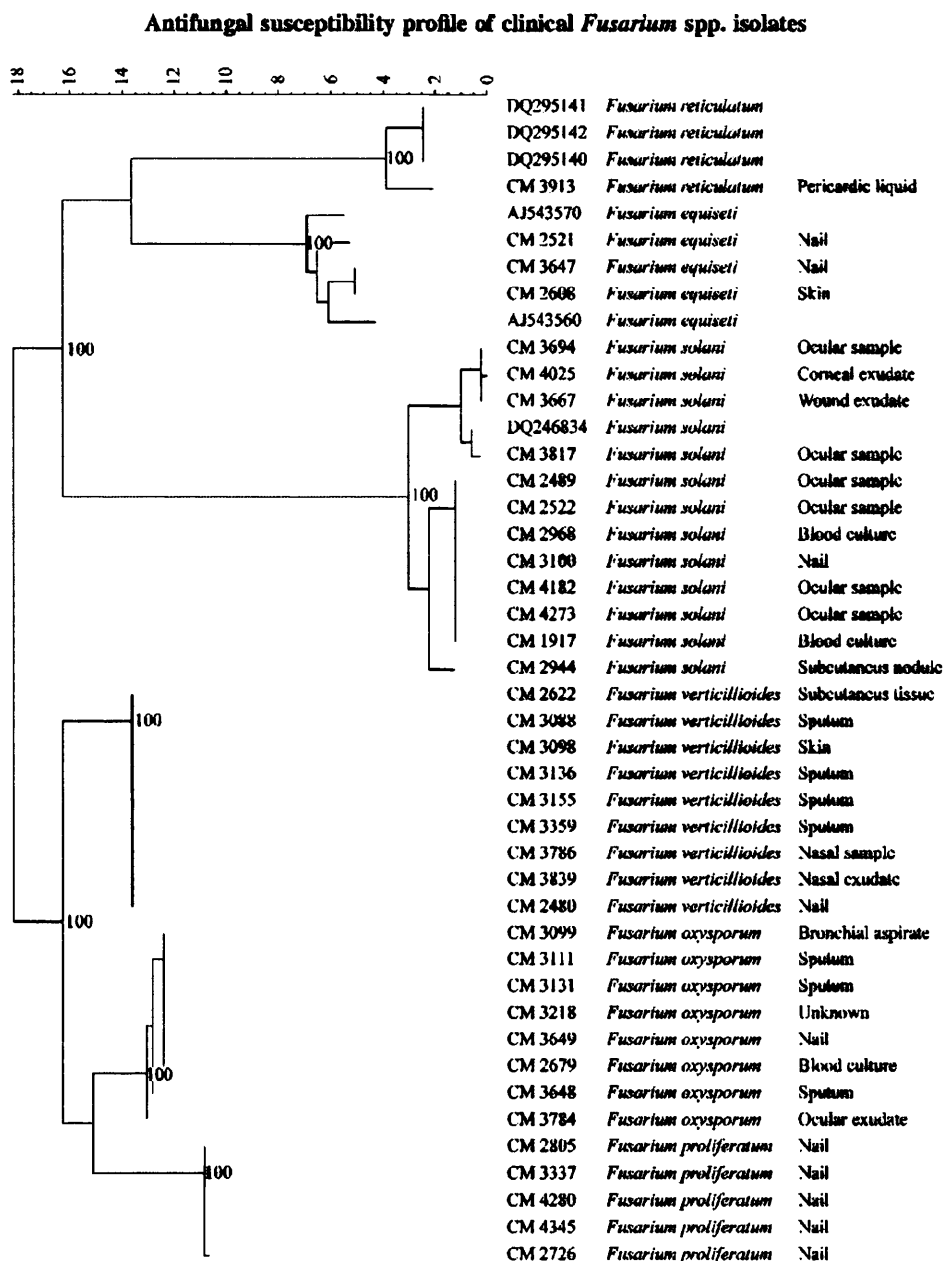 Antifungal susceptibility profile of clinical Fusarium spp. isolates
18 16 14 12 10 8 6 4 2 0
DQ295141 Fusarium reticulatum
DQ295142 Fusarium reticulatum
DQ295140 Fusarium reticulatum
100
CM 3913 Fusarium reticulatum Pericardic liquid
AJ543570 Fusarium equiseti
100 CM 2521 Fusarium equiseti Nail
CM 3647 Fusarium equiseti Nail
CM 2608 Fusarium equiseti Skin
AJ543560 Fusarium equiseti
100 CM 3694 Fusarium solani Ocular sample
CM 4025 Fusarium solani Corneal exudate
CM 3667 Fusarium solani Wound exudate
DQ246834 Fusarium solani
CM 3817 Fusarium solani Ocular sample
CM 2489 Fusarium solani Ocular sample
100
CM 2522 Fusarium solani Ocular sample
CM 2968 Fusarium solani Blood culture
CM 3100 Fusarium solani Nail
CM 4182 Fusarium solani Ocular sample
CM 4273 Fusarium solani Ocular sample
CM 1917 Fusarium solani Blood culture
CM 2944 Fusarium solani Subcutaneus nodule
CM 2622 Fusarium verticillioides Subcutaneus tissue
100 CM 3088 Fusarium verticillioides Sputum
CM 3098 Fusarium verticillioides Skin
CM 3136 Fusarium verticillioides Sputum
CM 3155 Fusarium verticillioides Sputum
CM 3359 Fusarium verticillioides Sputum
CM 3786 Fusarium verticillioides Nasal sample
CM 3839 Fusarium verticillioides Nasal exudate
CM 2480 Fusarium verticillioides Nail
100
CM 3099 Fusarium oxysporum Bronchial aspirate
CM 3111 Fusarium oxysporum Sputum
CM 3131 Fusarium oxysporum Sputum
CM 3218 Fusarium oxysporum Unknown
CM 3649 Fusarium oxysporum Nail
100 CM 2679 Fusarium oxysporum Blood culture
CM 3648 Fusarium oxysporum Sputum
CM 3784 Fusarium oxysporum Ocular exudate
CM 2805 Fusarium proliferatum Nail
100 CM 3337 Fusarium proliferatum Nail
CM 4280 Fusarium proliferatum Nail
CM 4345 Fusarium proliferatum Nail
CM 2726 Fusarium proliferatum Nail